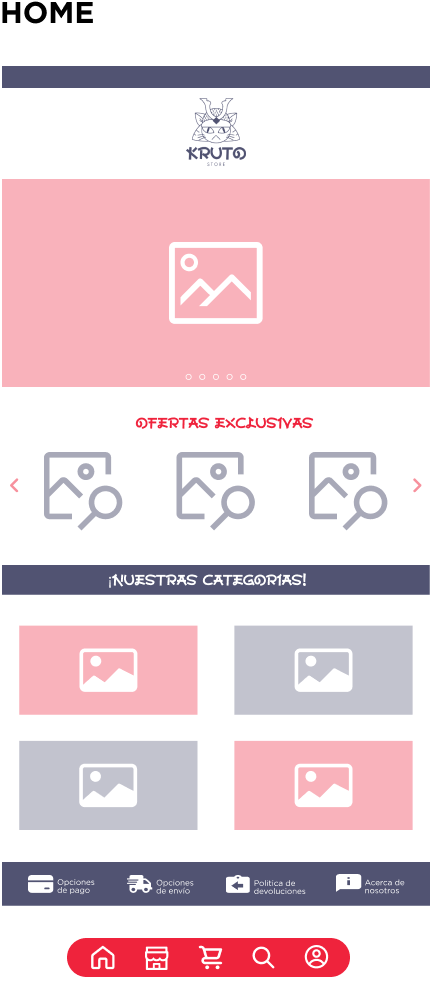 HOME
KRUTO
STORE
OFERTAS EXCLUSIVAS
¡NUESTRAS CATEGORIAS!
Opciones
de pago
Opciones
de envío
Política de
devoluciones
Acerca de
nosotros